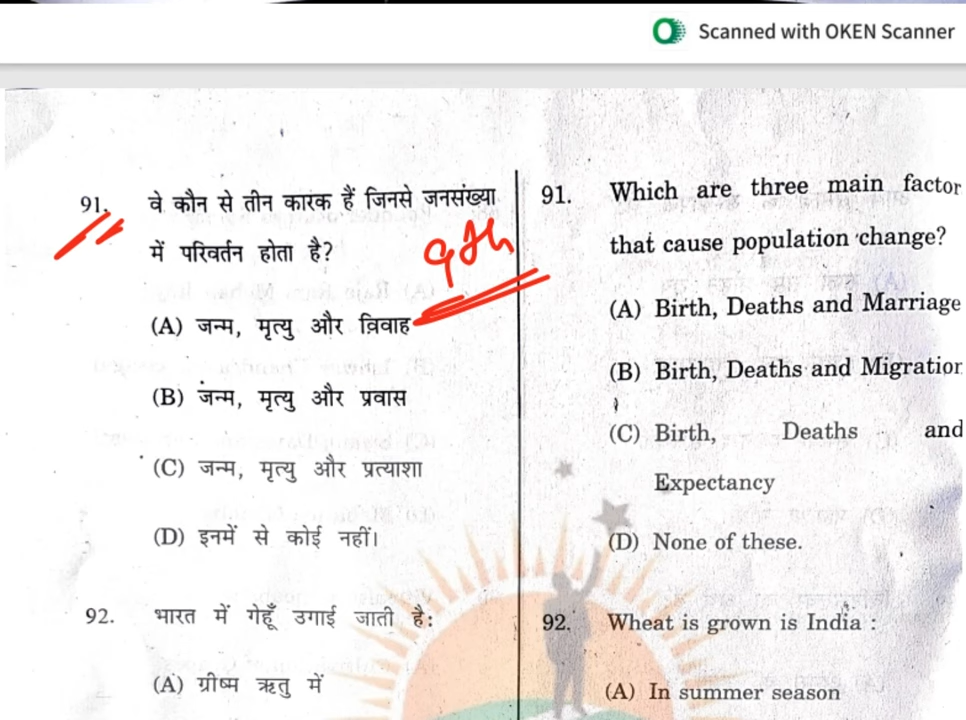 Scanned with OKEN Scanner
91. वे कौन से तीन कारक हैं जिनसे जनसंख्या
में परिवर्तन होता है?
9th
(A) जन्म, मृत्यु और विवाह
(B) जन्म, मृत्यु और प्रवास
(C) जन्म, मृत्यु और प्रत्याशा
(D) इनमें से कोई नहीं।
92. भारत में गेहूँ उगाई जाती है:
(A) ग्रीष्म ऋतु में
91. Which are three main factor
that cause population change?
(A) Birth, Deaths and Marriage
(B) Birth, Deaths and Migration
(C) Birth, Deaths and
Expectancy
(D) None of these.
92. Wheat is grown is India :
(A) In summer season